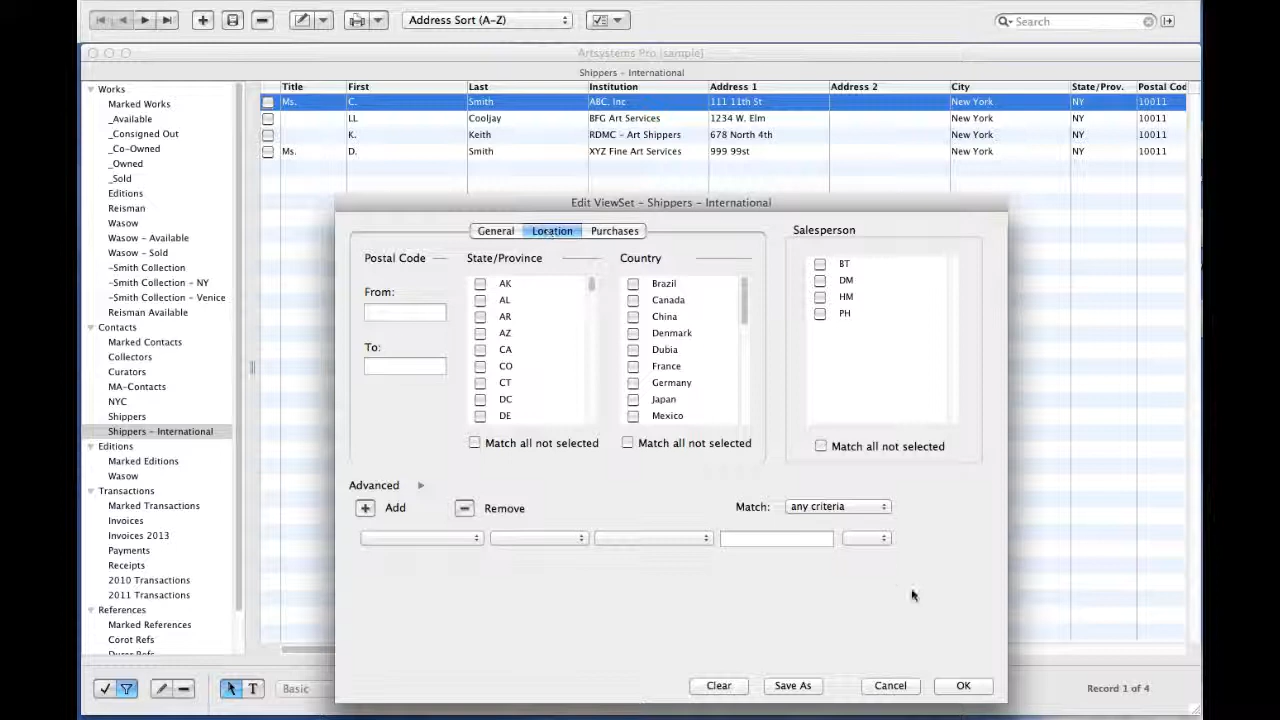 Address Sort (A-Z)
Search
Artsystems Pro [sample]
Shippers - International
Title First Last Institution Address 1 Address 2 City State/Prov. Postal Cod
Ms. C. Smith ABC. Inc 111 11th St New York NY 10011
LL Cooljay BFG Art Services 1234 W. Elm New York NY 10011
K. Keith RDMC - Art Shippers 678 North 4th New York NY 10011
Ms. D. Smith XYZ Fine Art Services 999 99st New York NY 10011
Works
Marked Works
_Available
_Consigned Out
_Co-Owned
_Owned
_Sold
Editions
Reisman
Wasow
Wasow - Available
Wasow - Sold
-Smith Collection
-Smith Collection - NY
-Smith Collection - Venice
Reisman Available
Contacts
Marked Contacts
Collectors
Curators
MA-Contacts
NYC
Shippers
Shippers - International
Editions
Marked Editions
Wasow
Transactions
Marked Transactions
Invoices
Invoices 2013
Payments
Receipts
2010 Transactions
2011 Transactions
References
Marked References
Corot Refs
Edit ViewSet - Shippers - International
General Location Purchases
Salesperson
Postal Code State/Province Country
From:
To:
AK
AL
AR
AZ
CA
CO
CT
DC
DE
Brazil
Canada
China
Denmark
Dubia
France
Germany
Japan
Mexico
BT
DM
HM
PH
Match all not selected Match all not selected Match all not selected
Advanced
Add Remove Match: any criteria
Clear Save As Cancel OK
T Basic Record 1 of 4